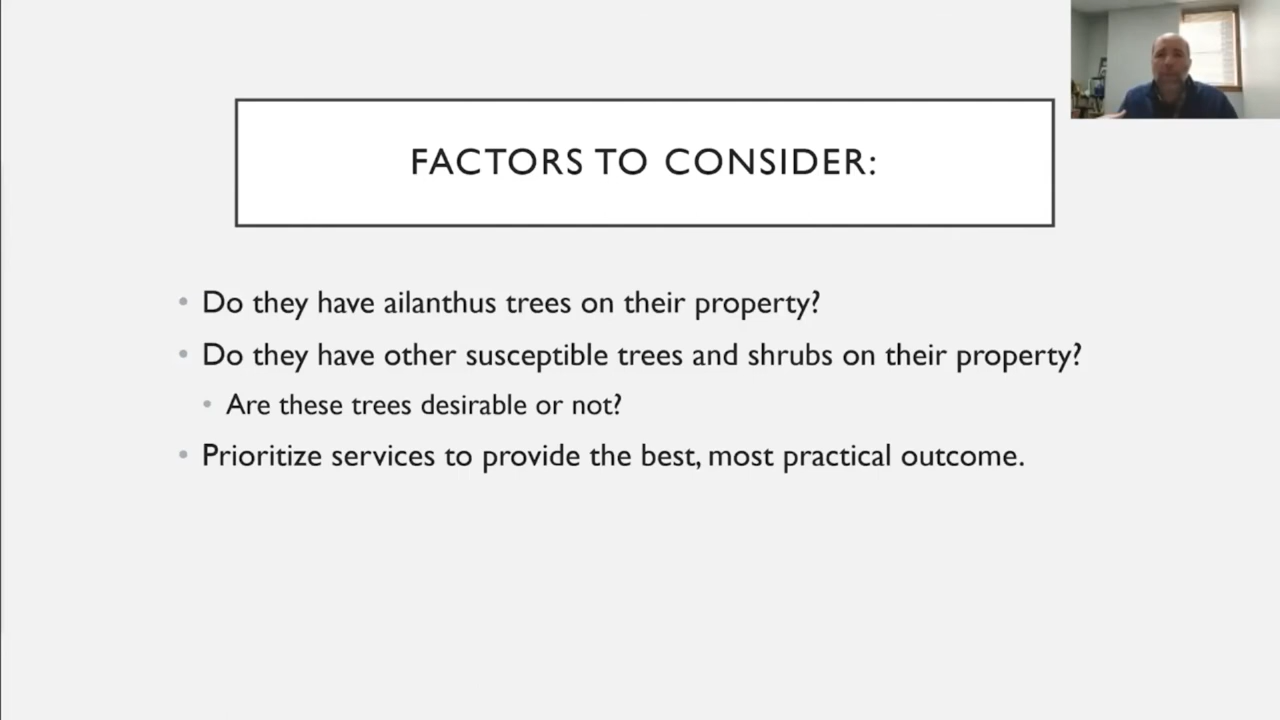 FACTORS TO CONSIDER:
Do they have ailanthus trees on their property?
Do they have other susceptible trees and shrubs on their property?
Are these trees desirable or not?
Prioritize services to provide the best, most practical outcome.